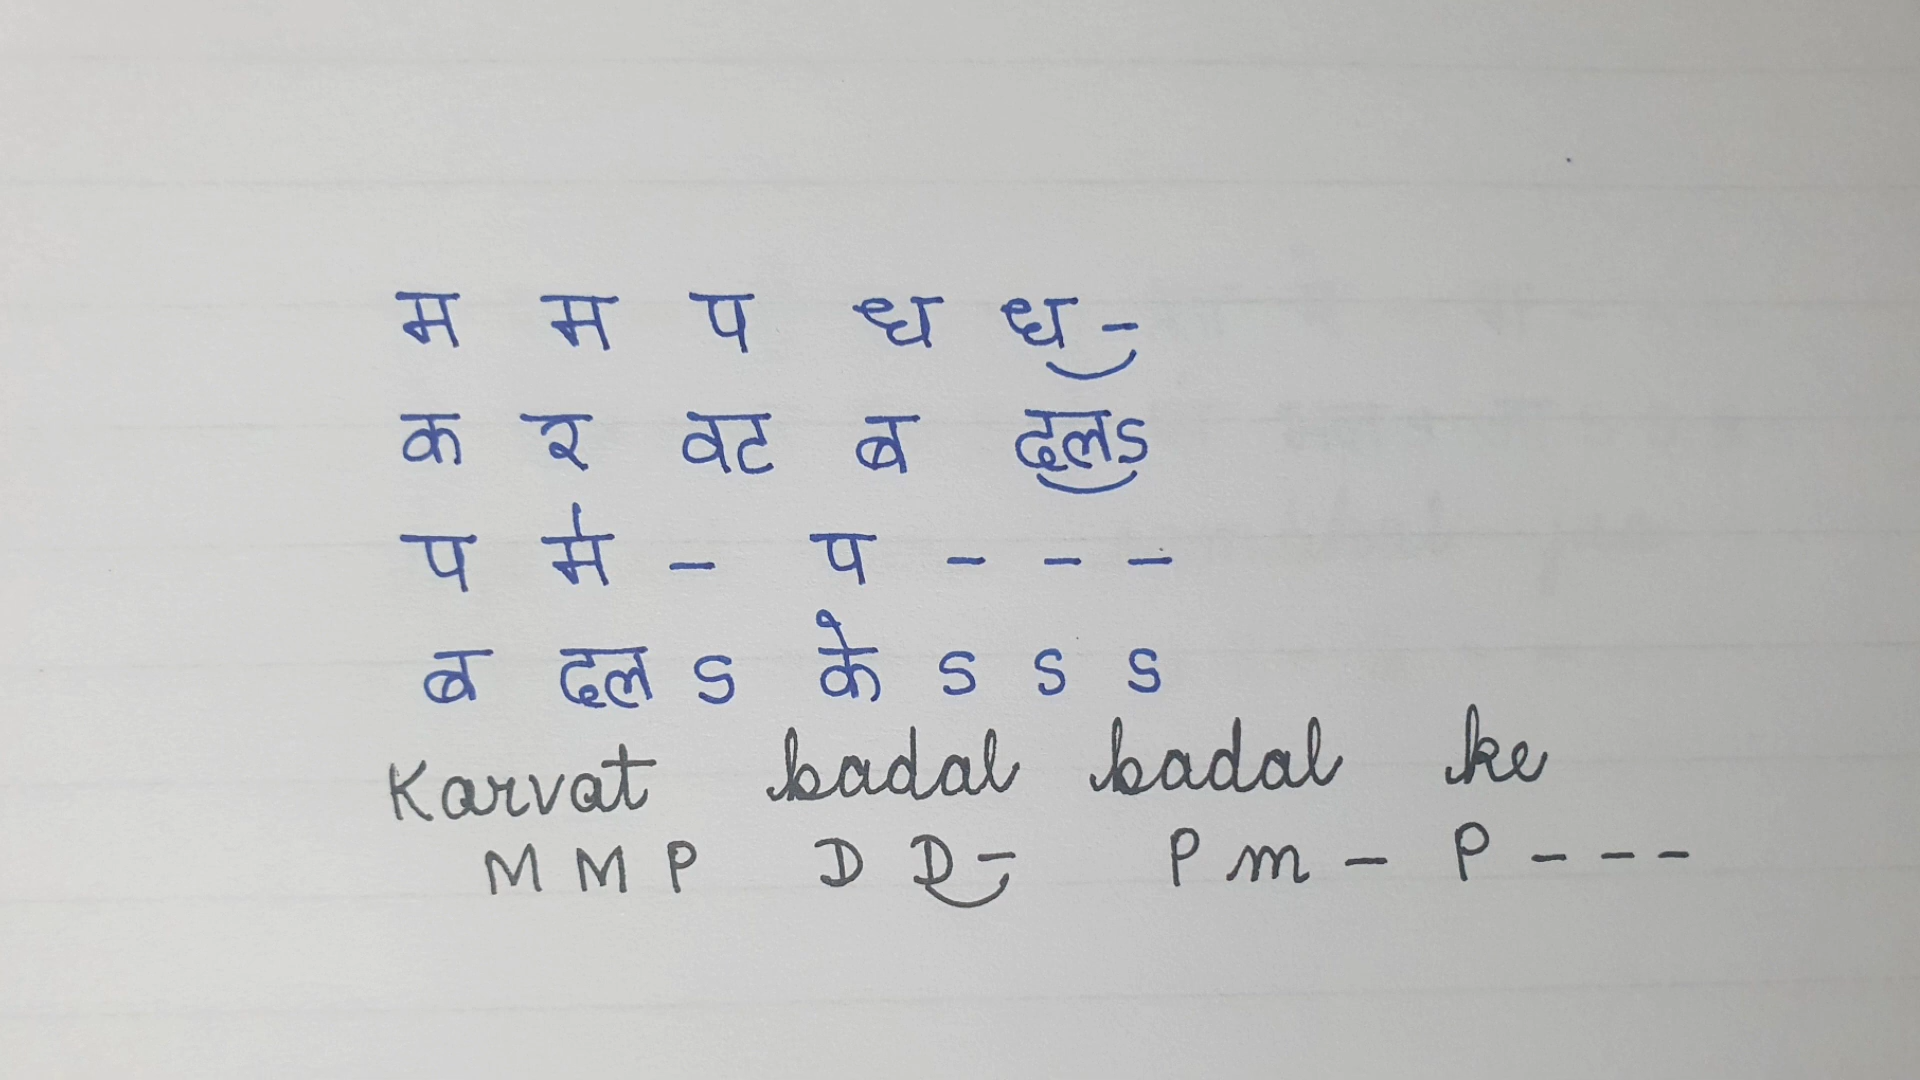 म म प ध ध-
क र वट ब दलऽ
प म॑ - प - - -
ब दल ऽ के ऽ ऽ ऽ
Karvat badal badal ke
M M P D D- P m - P - - -